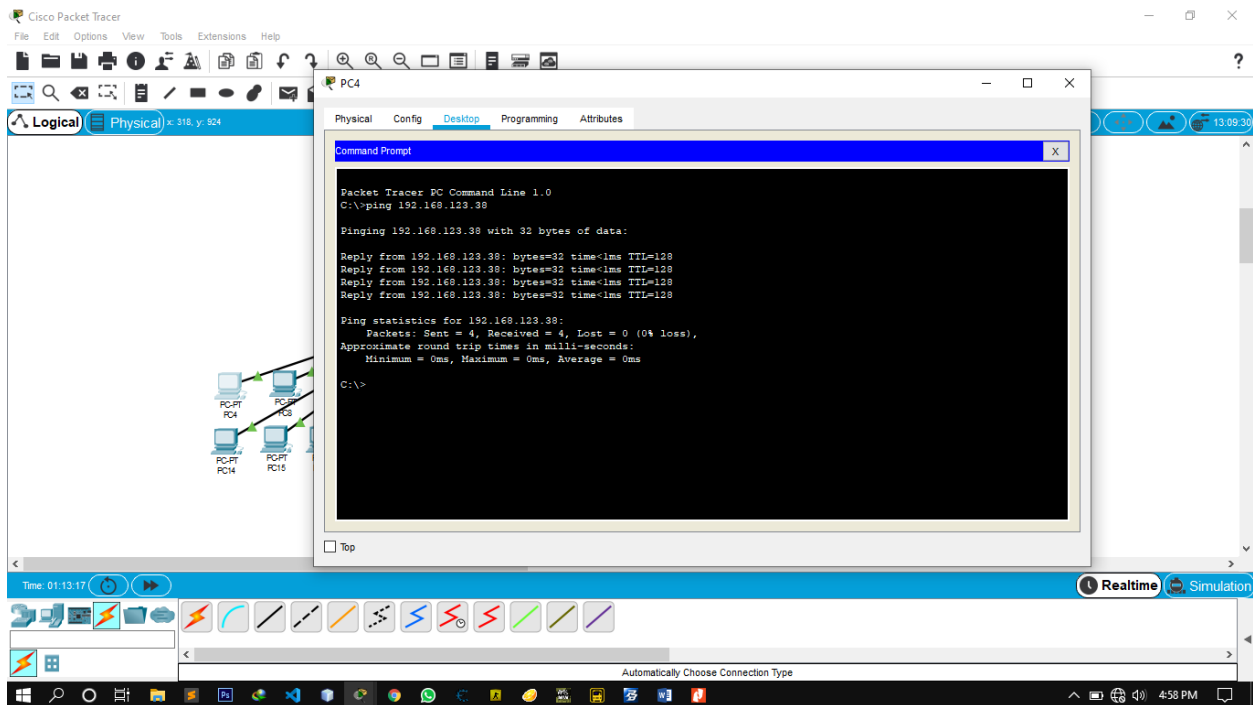 Cisco Packet Tracer
File Edit Options View Tools Extensions Help
?
PC4
Logical Physical x: 318, y: 924
13:09:30
Physical Config Desktop Programming Attributes
Command Prompt
X
Packet Tracer PC Command Line 1.0
C:\>ping 192.168.123.38
Pinging 192.168.123.38 with 32 bytes of data:
Reply from 192.168.123.38: bytes=32 time<1ms TTL=128
Reply from 192.168.123.38: bytes=32 time<1ms TTL=128
Reply from 192.168.123.38: bytes=32 time<1ms TTL=128
Reply from 192.168.123.38: bytes=32 time<1ms TTL=128
Ping statistics for 192.168.123.38:
Packets: Sent = 4, Received = 4, Lost = 0 (0% loss),
Approximate round trip times in milli-seconds:
Minimum = 0ms, Maximum = 0ms, Average = 0ms
C:\>
PC-PT
PC4
PC8
PC-PT
PC14
PC-PT
PC15
Top
Time: 01:13:17
Realtime Simulation
Automatically Choose Connection Type
Ps
4:58 PM